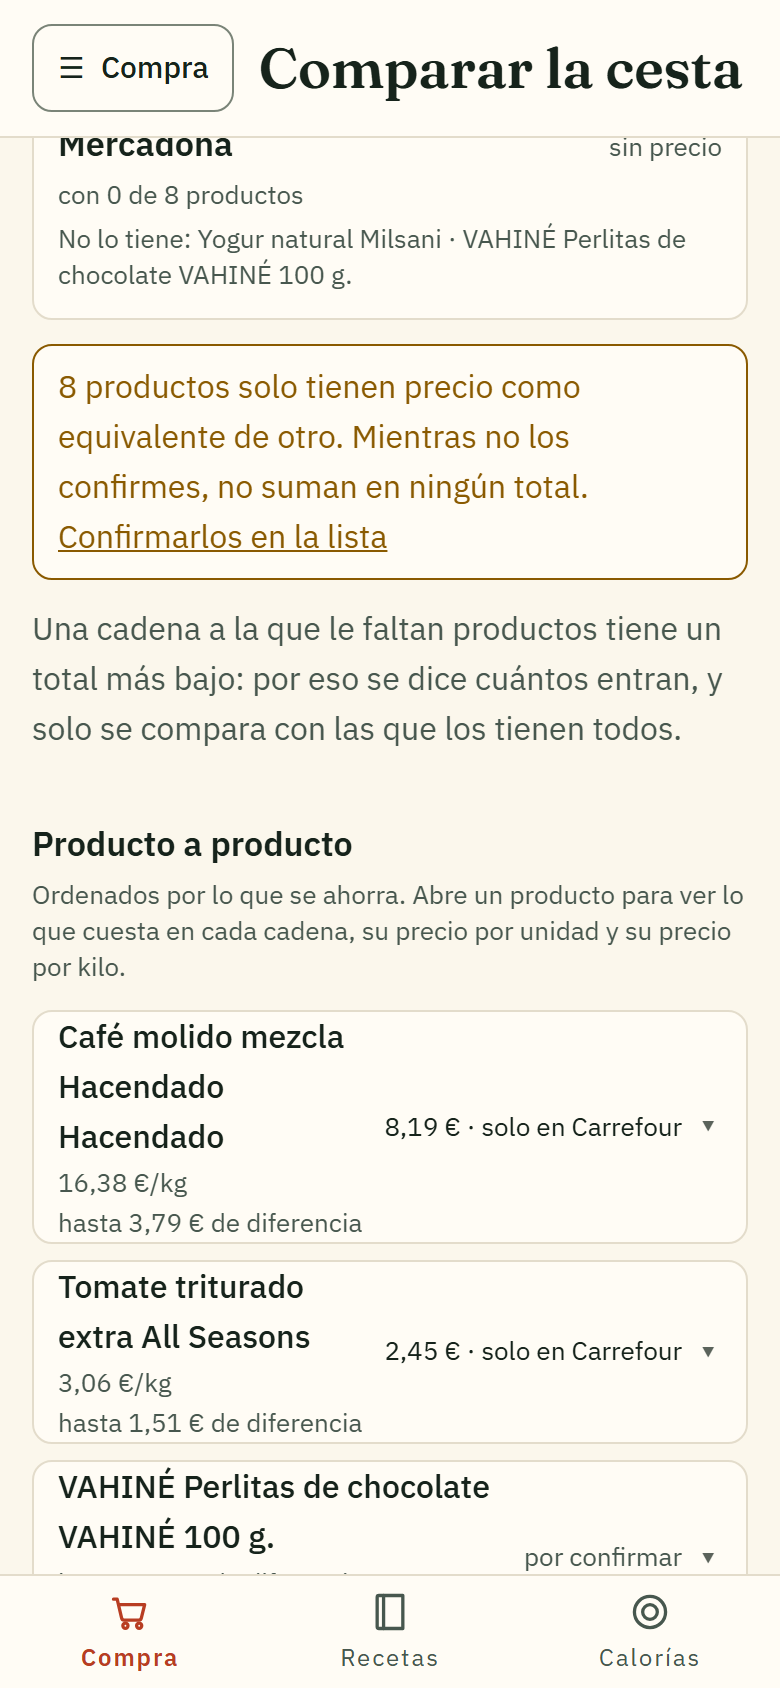 ☰ Compra
Comparar la cesta
Mercadona
sin precio
con 0 de 8 productos
No lo tiene: Yogur natural Milsani · VAHINÉ Perlitas de
chocolate VAHINÉ 100 g.
8 productos solo tienen precio como
equivalente de otro. Mientras no los
confirmes, no suman en ningún total.
Confirmarlos en la lista
Una cadena a la que le faltan productos tiene un
total más bajo: por eso se dice cuántos entran, y
solo se compara con las que los tienen todos.
Producto a producto
Ordenados por lo que se ahorra. Abre un producto para ver lo
que cuesta en cada cadena, su precio por unidad y su precio
por kilo.
Café molido mezcla
Hacendado
Hacendado
8,19 € · solo en Carrefour ▼
16,38 €/kg
hasta 3,79 € de diferencia
Tomate triturado
extra All Seasons
2,45 € · solo en Carrefour ▼
3,06 €/kg
hasta 1,51 € de diferencia
VAHINÉ Perlitas de chocolate
VAHINÉ 100 g.
por confirmar ▼
Compra
Recetas
Calorías